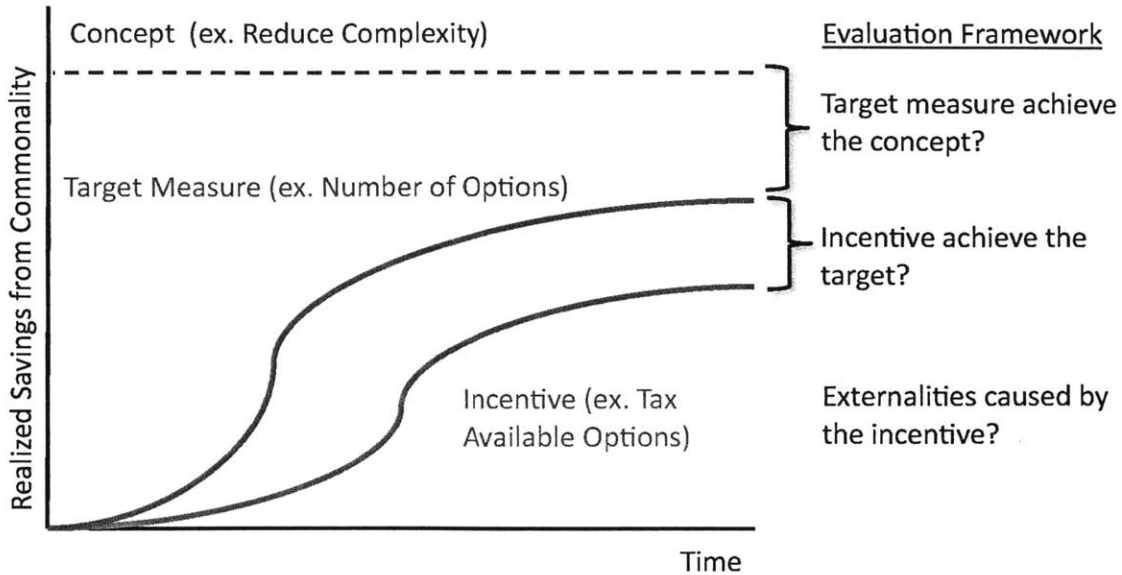 Concept (ex. Reduce Complexity)
Evaluation Framework
Target measure achieve
the concept?
Target Measure (ex. Number of Options)
Incentive achieve the
target?
Incentive (ex. Tax
Available Options)
Externalities caused by
the incentive?
Realized Savings from Commonality
Time